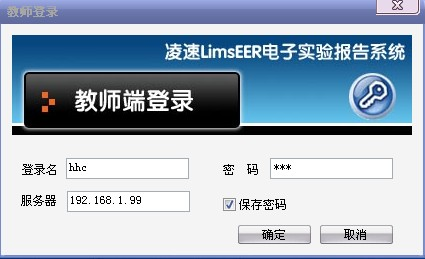 教师登录
凌速LimsEER电子实验报告系统
教师端登录
登录名 hhc 密 码 ***
服务器 192.168.1.99 保存密码
确定 取消